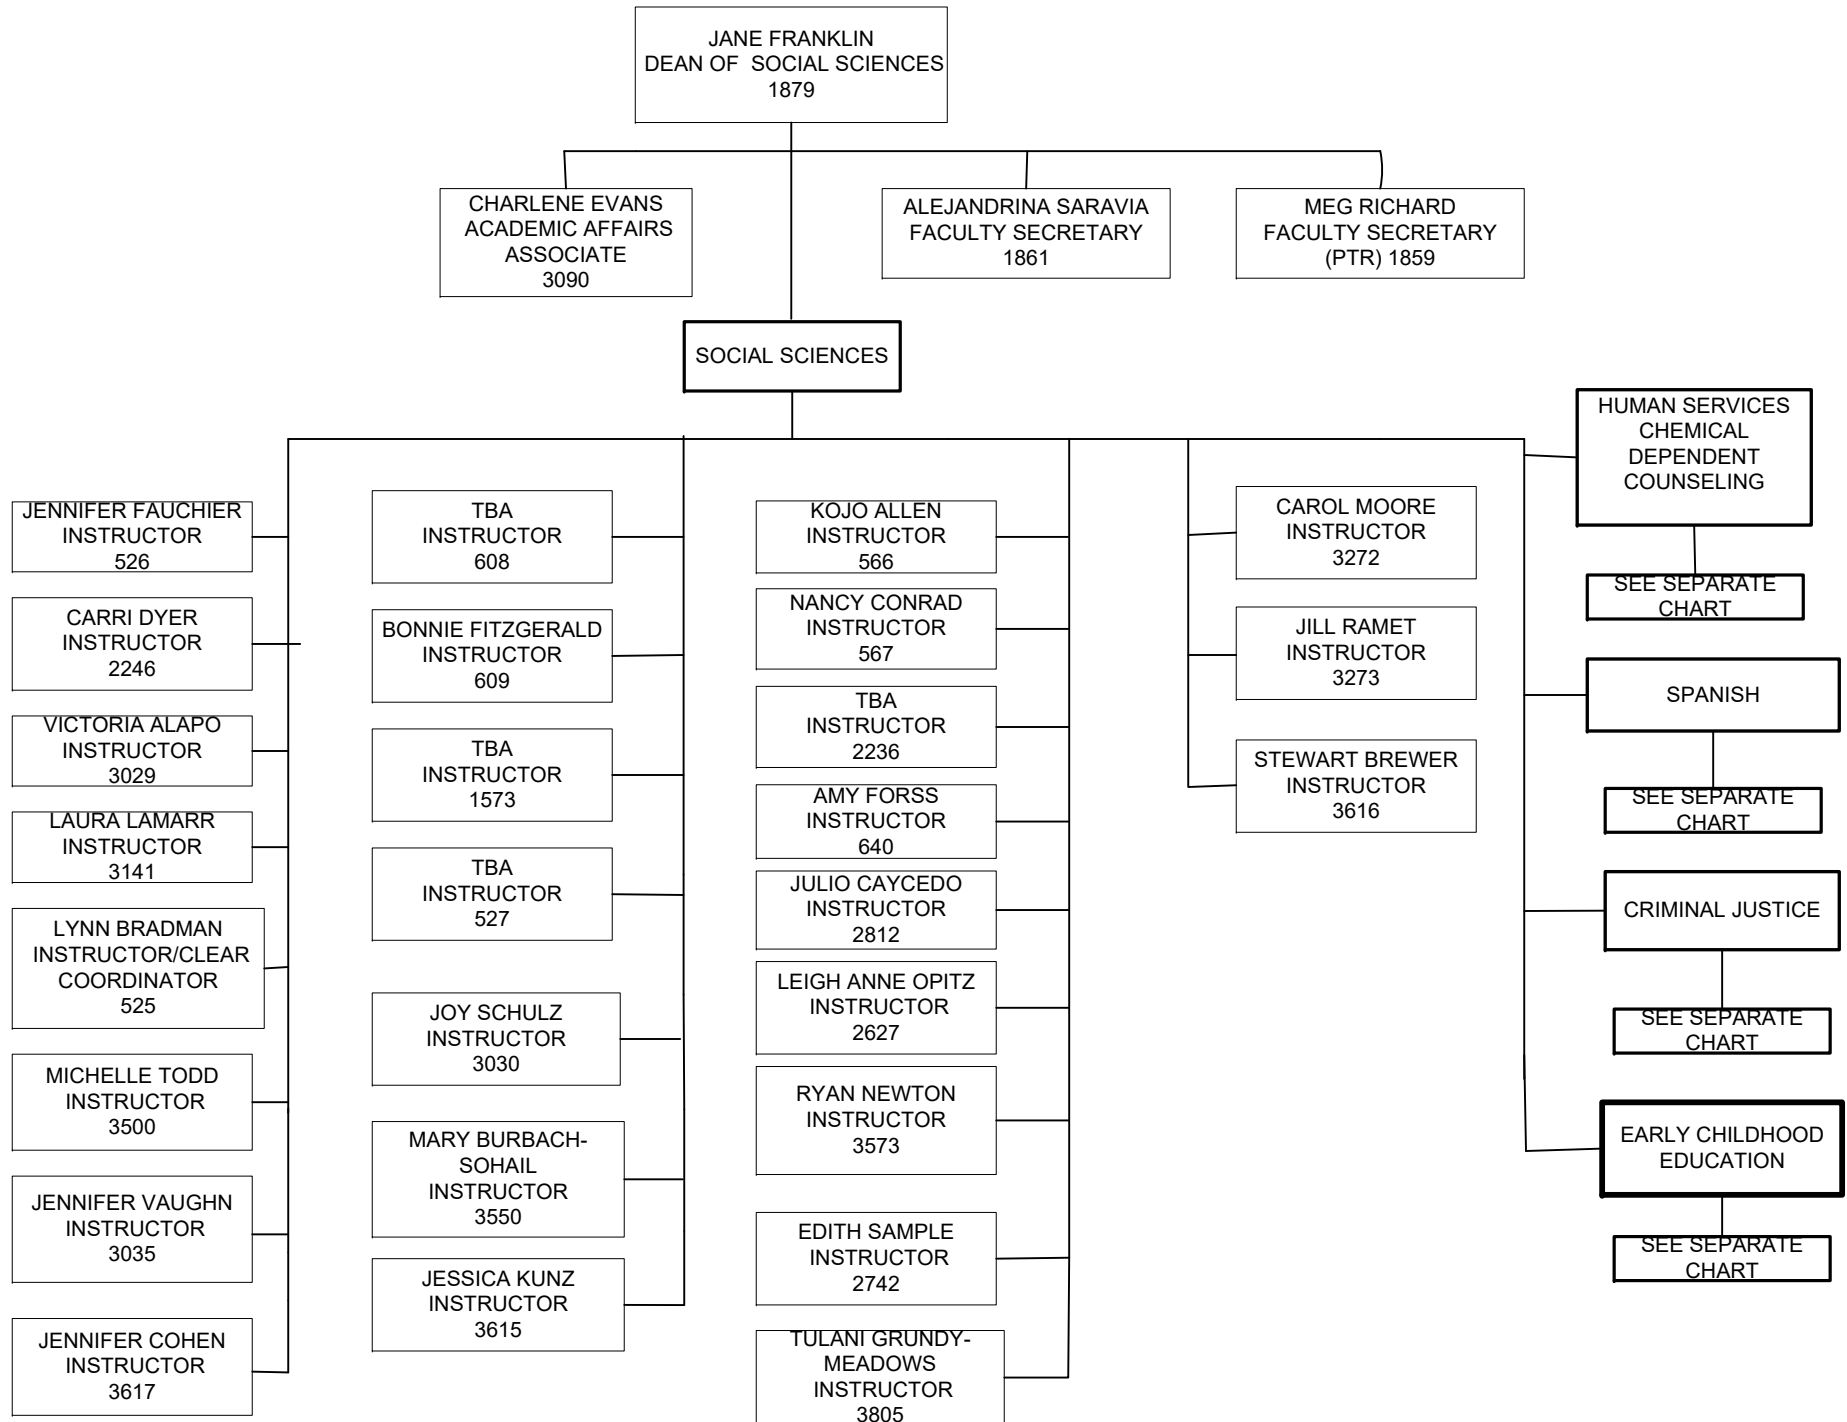 JANE FRANKLIN
DEAN OF SOCIAL SCIENCES
1879
CHARLENE EVANS
ACADEMIC AFFAIRS
ASSOCIATE
3090
ALEJANDRINA SARAVIA
FACULTY SECRETARY
1861
MEG RICHARD
FACULTY SECRETARY
(PTR) 1859
SOCIAL SCIENCES
JENNIFER FAUCHIER
INSTRUCTOR
526
CARRI DYER
INSTRUCTOR
2246
VICTORIA ALAPO
INSTRUCTOR
3029
LAURA LAMARR
INSTRUCTOR
3141
LYNN BRADMAN
INSTRUCTOR/CLEAR
COORDINATOR
525
MICHELLE TODD
INSTRUCTOR
3500
JENNIFER VAUGHN
INSTRUCTOR
3035
JENNIFER COHEN
INSTRUCTOR
3617
TBA
INSTRUCTOR
608
BONNIE FITZGERALD
INSTRUCTOR
609
TBA
INSTRUCTOR
1573
TBA
INSTRUCTOR
527
JOY SCHULZ
INSTRUCTOR
3030
MARY BURBACH-
SOHAIL
INSTRUCTOR
3550
JESSICA KUNZ
INSTRUCTOR
3615
KOJO ALLEN
INSTRUCTOR
566
NANCY CONRAD
INSTRUCTOR
567
TBA
INSTRUCTOR
2236
AMY FORSS
INSTRUCTOR
640
JULIO CAYCEDO
INSTRUCTOR
2812
LEIGH ANNE OPITZ
INSTRUCTOR
2627
RYAN NEWTON
INSTRUCTOR
3573
EDITH SAMPLE
INSTRUCTOR
2742
TULANI GRUNDY-
MEADOWS
INSTRUCTOR
3805
CAROL MOORE
INSTRUCTOR
3272
JILL RAMET
INSTRUCTOR
3273
STEWART BREWER
INSTRUCTOR
3616
HUMAN SERVICES
CHEMICAL
DEPENDENT
COUNSELING
SEE SEPARATE
CHART
SPANISH
SEE SEPARATE
CHART
CRIMINAL JUSTICE
SEE SEPARATE
CHART
EARLY CHILDHOOD
EDUCATION
SEE SEPARATE
CHART